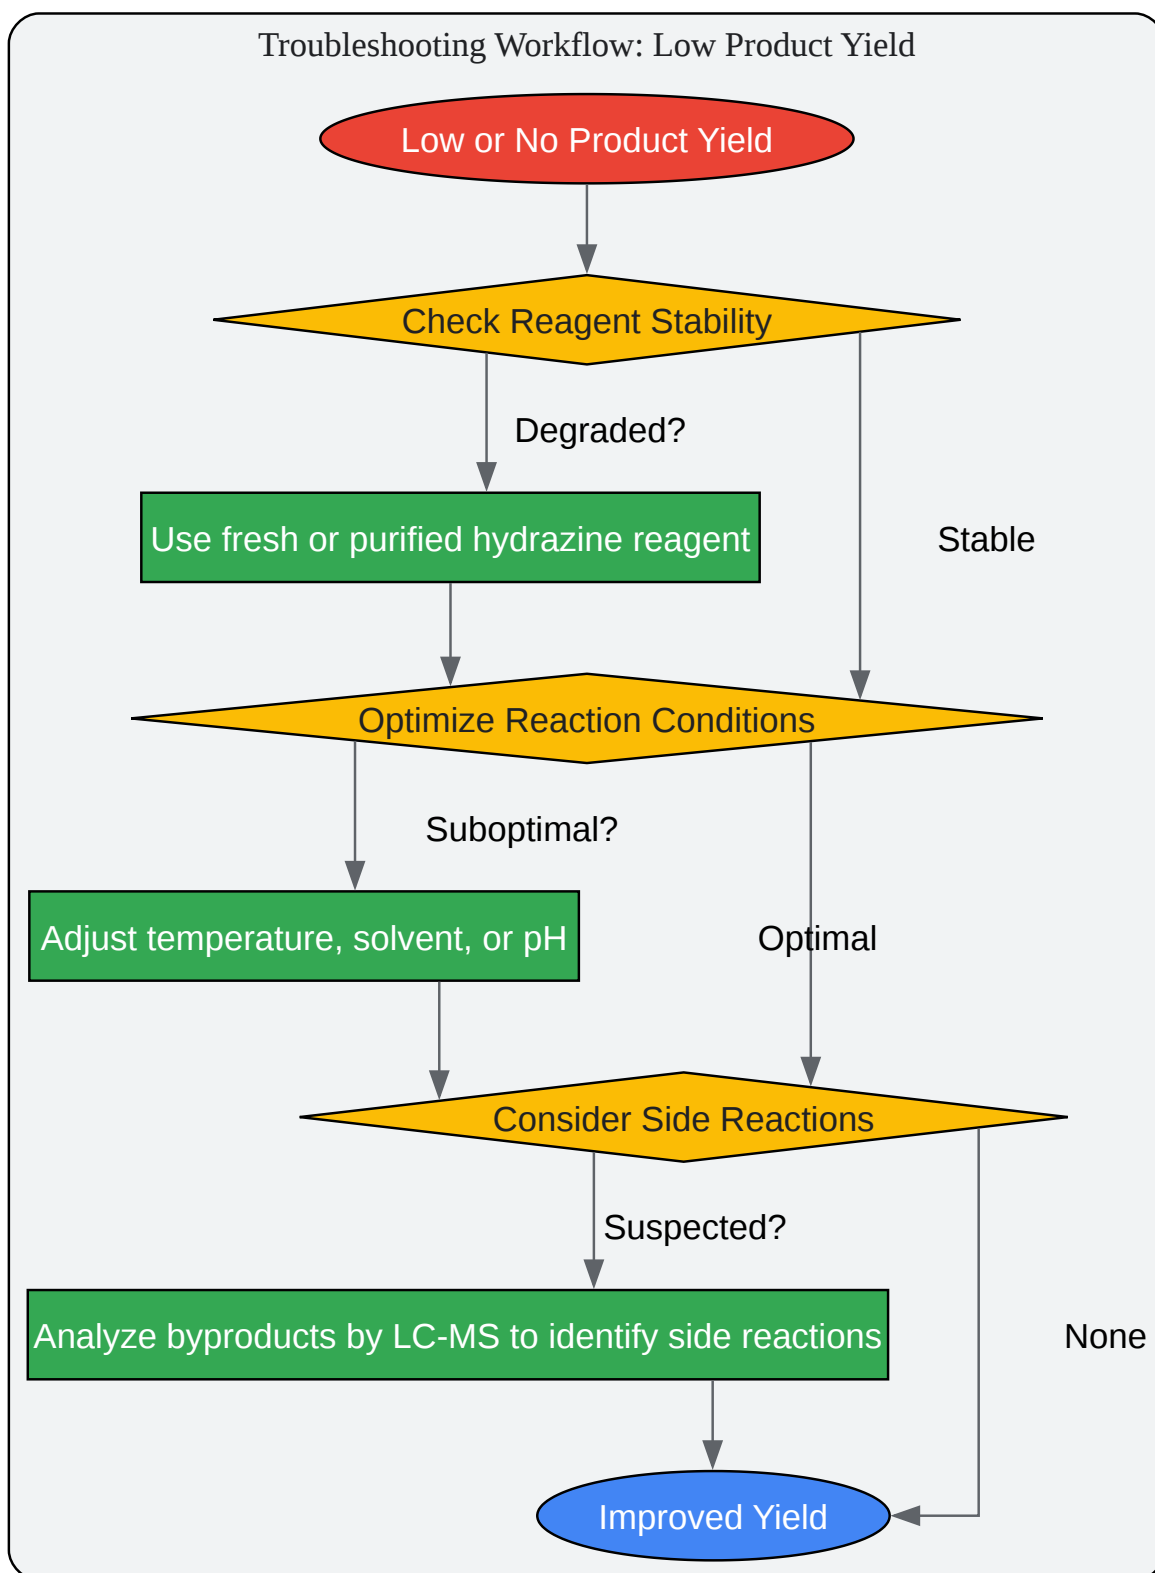 Troubleshooting Workflow: Low Product Yield
Low or No Product Yield
Check Reagent Stability
Degraded?
Use fresh or purified hydrazine reagent
Stable
Optimize Reaction Conditions
Suboptimal?
Adjust temperature, solvent, or pH
Optimal
Consider Side Reactions
Suspected?
Analyze byproducts by LC-MS to identify side reactions
None
Improved Yield